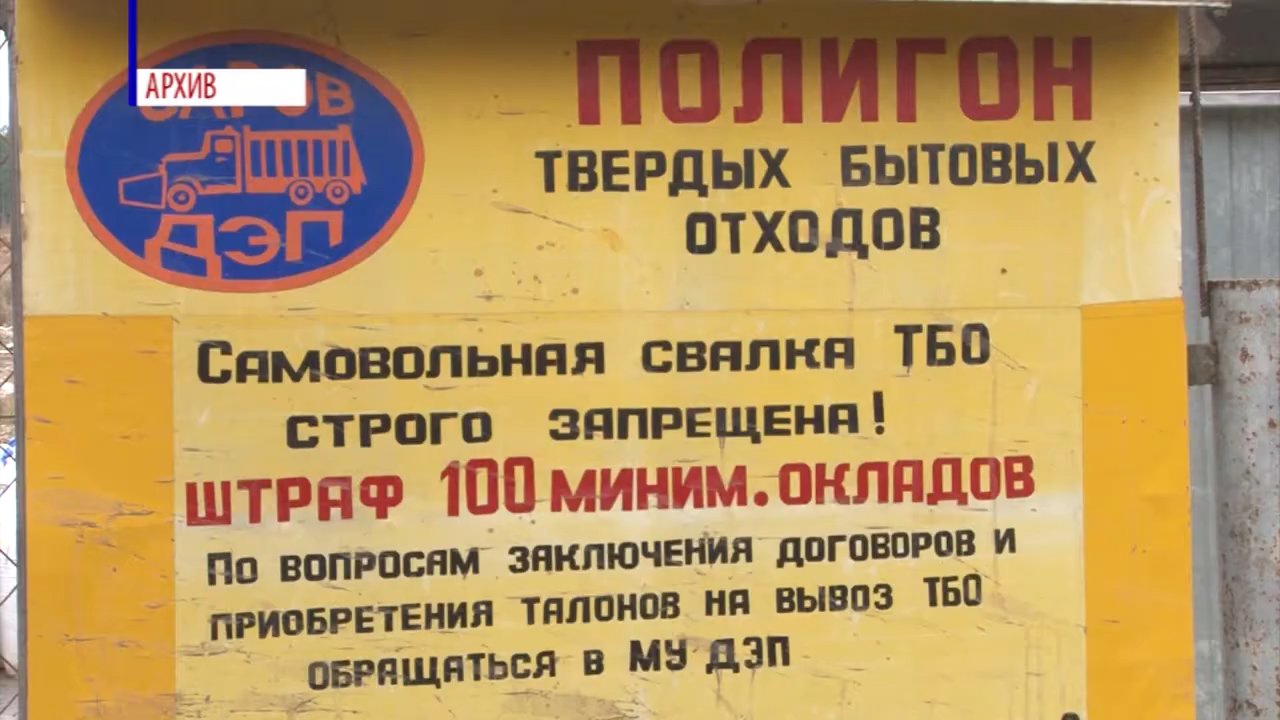 АРХИВ
САРОВ
ДЭП
ПОЛИГОН
ТВЕРДЫХ БЫТОВЫХ
ОТХОДОВ
САМОВОЛЬНАЯ СВАЛКА ТБО
СТРОГО ЗАПРЕЩЕНА!
ШТРАФ 100 МИНИМ. ОКЛАДОВ
ПО ВОПРОСАМ ЗАКЛЮЧЕНИЯ ДОГОВОРОВ И
ПРИОБРЕТЕНИЯ ТАЛОНОВ НА ВЫВОЗ ТБО
ОБРАЩАТЬСЯ В МУ ДЭП